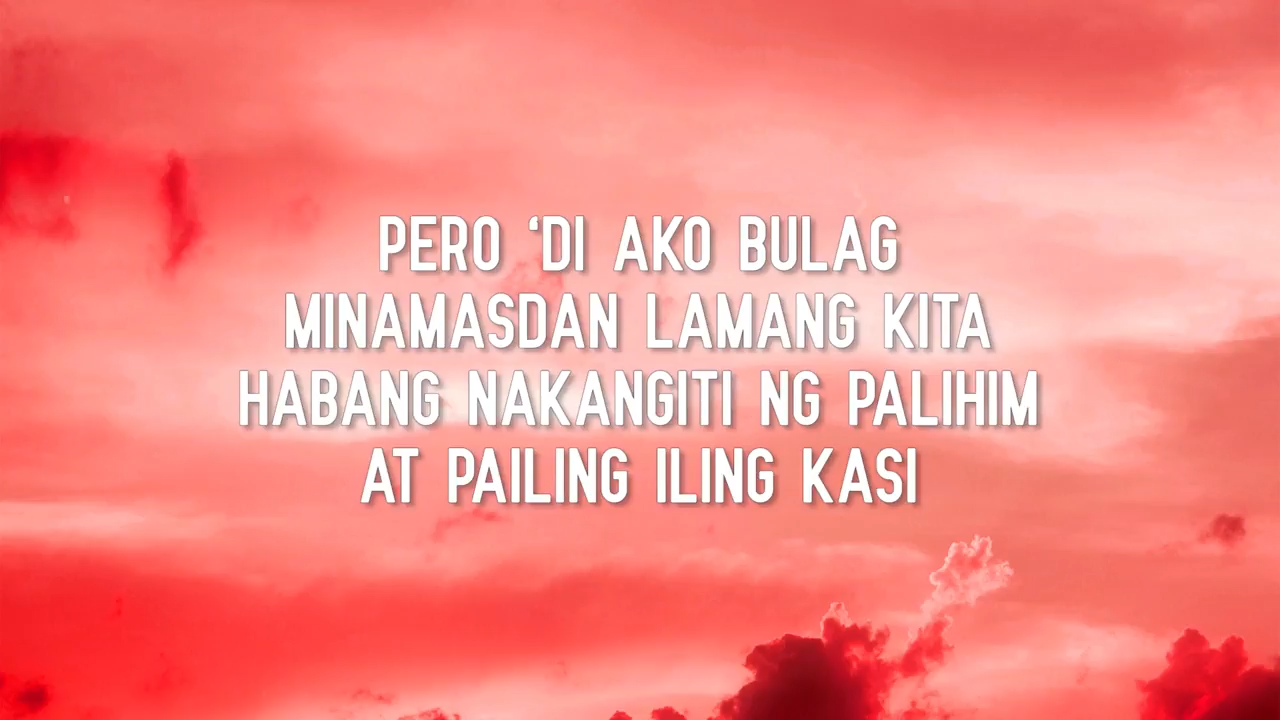 PERO ‘DI AKO BULAG
MINAMASDAN LAMANG KITA
HABANG NAKANGITI NG PALIHIM
AT PAILING ILING KASI